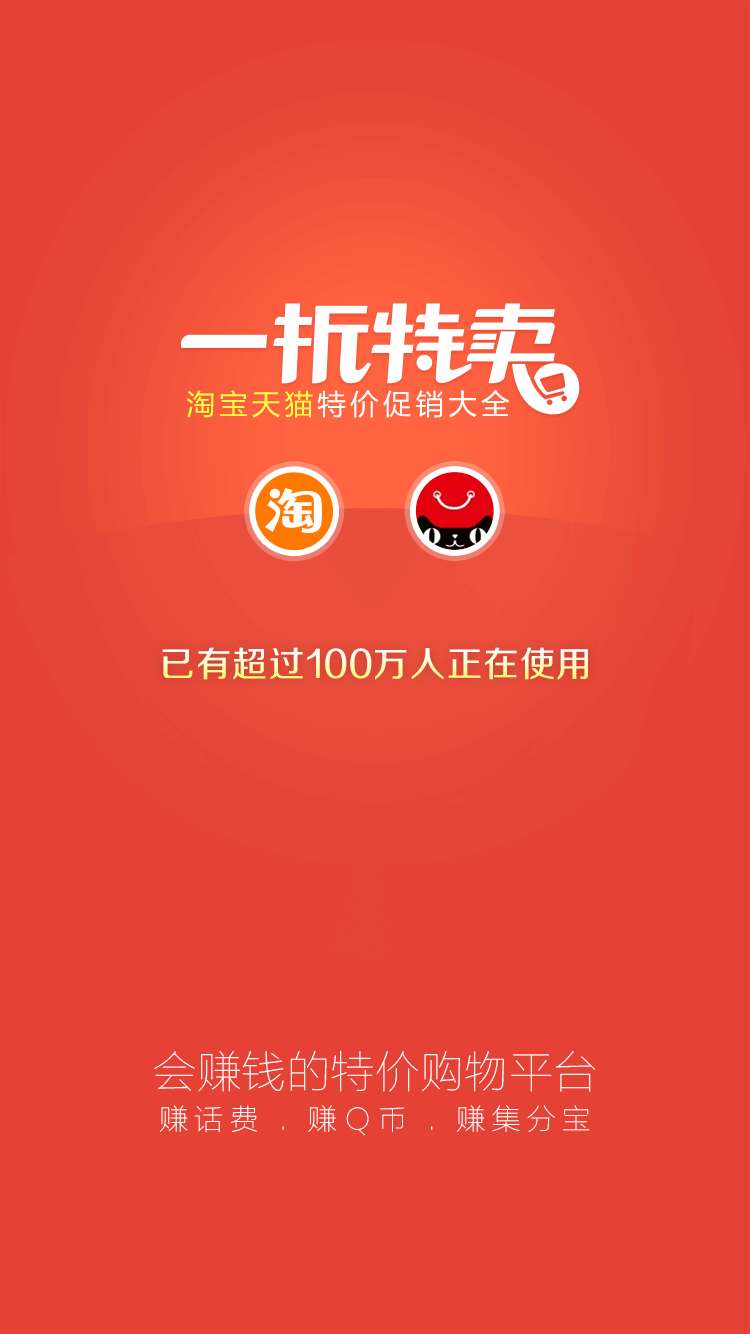 一折特卖
淘宝天猫特价促销大全
淘
已有超过100万人正在使用
会赚钱的特价购物平台
赚话费 . 赚Q币 . 赚集分宝